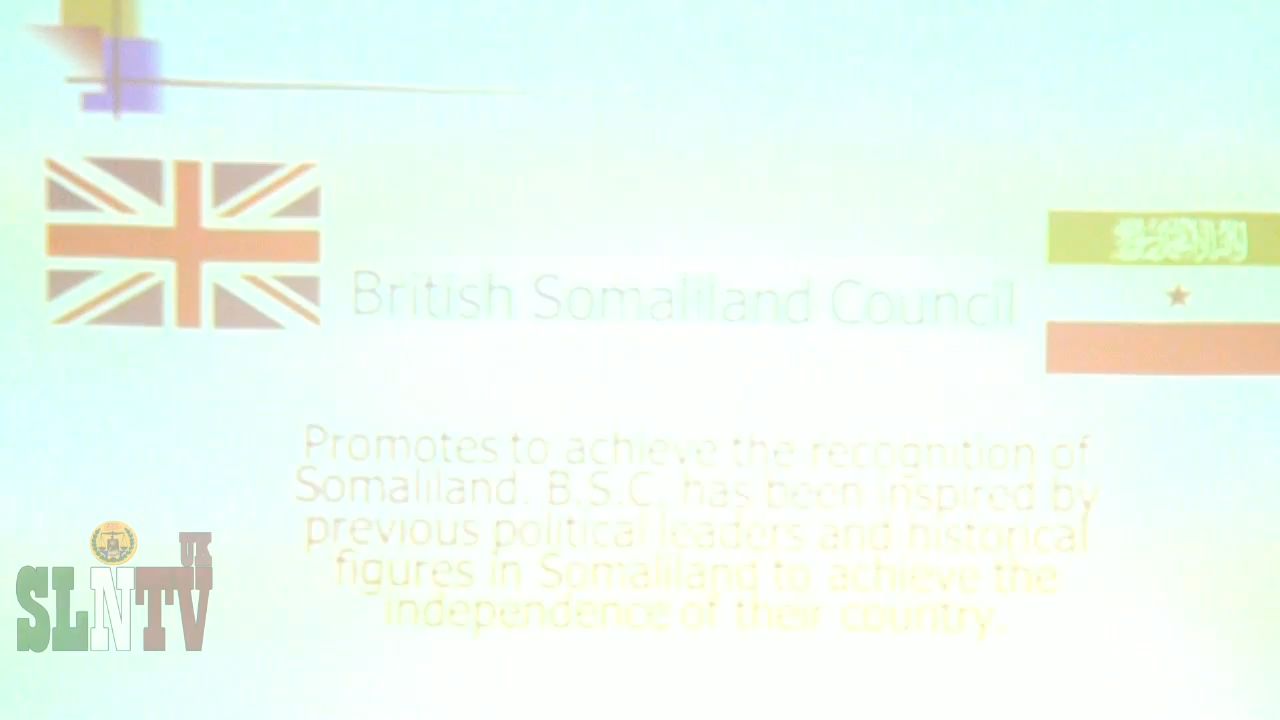 British Somaliland Council
Promotes to achieve the recognition of
Somaliland. B.S.C. has been inspired by
previous political leaders and historical
figures in Somaliland to achieve the
independence of their country.
UK
SLNTV